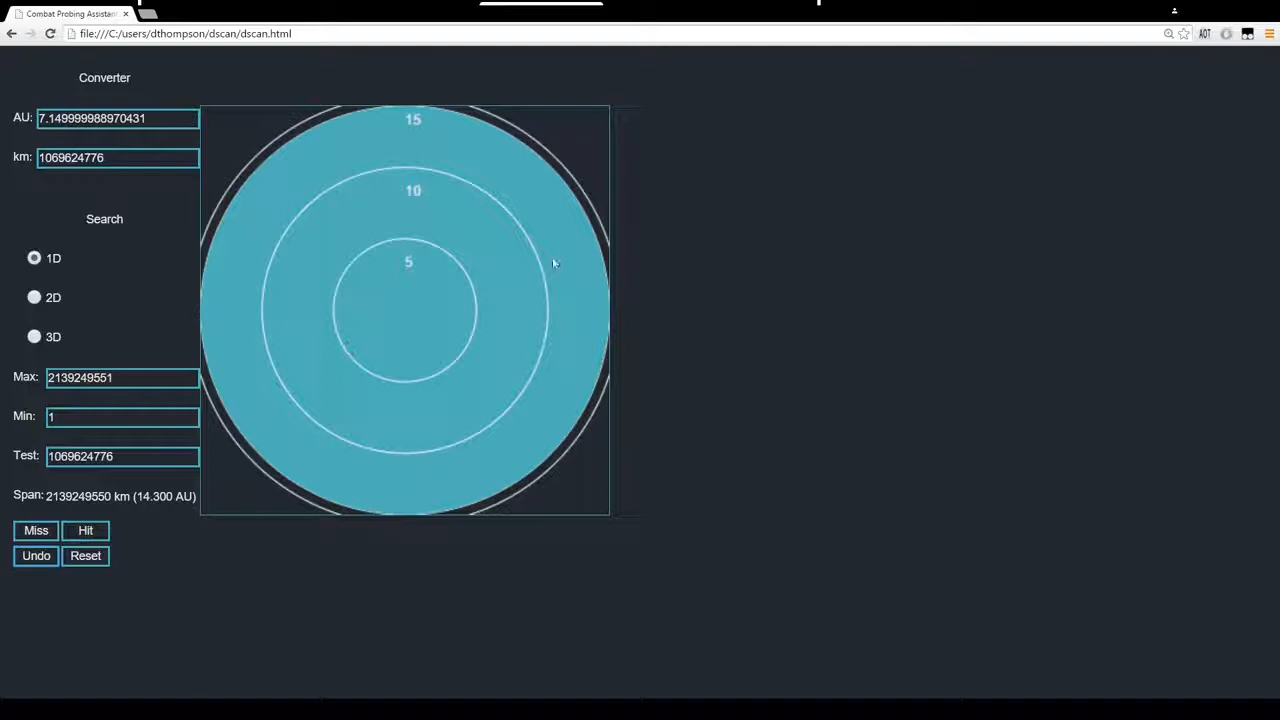 Combat Probing Assistan
file:///C:/users/dthompson/dscan/dscan.html
AOT
Converter
AU: 7.149999988970431
km: 1069624776
Search
1D
2D
3D
Max: 2139249551
Min: 1
Test: 1069624776
Span: 2139249550 km (14.300 AU)
Miss Hit
Undo Reset
15
10
5